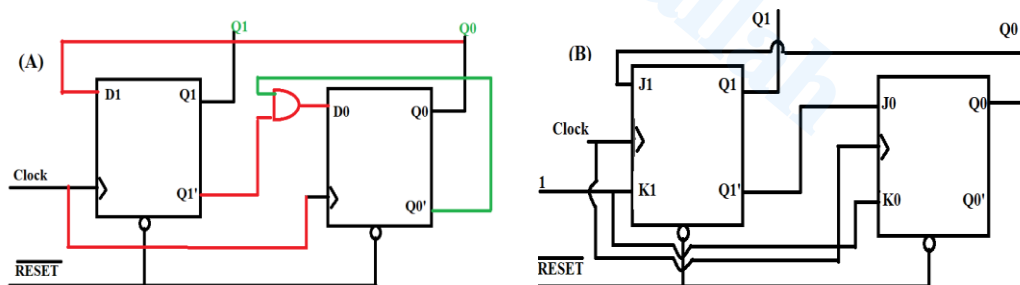 (A)
Q1
Q0
D1
Q1
D0
Q0
Clock
Q1'
Q0'
RESET
(B)
Q1
Q0
J1
Q1
J0
Q0
Clock
1
K1
Q1'
K0
Q0'
RESET